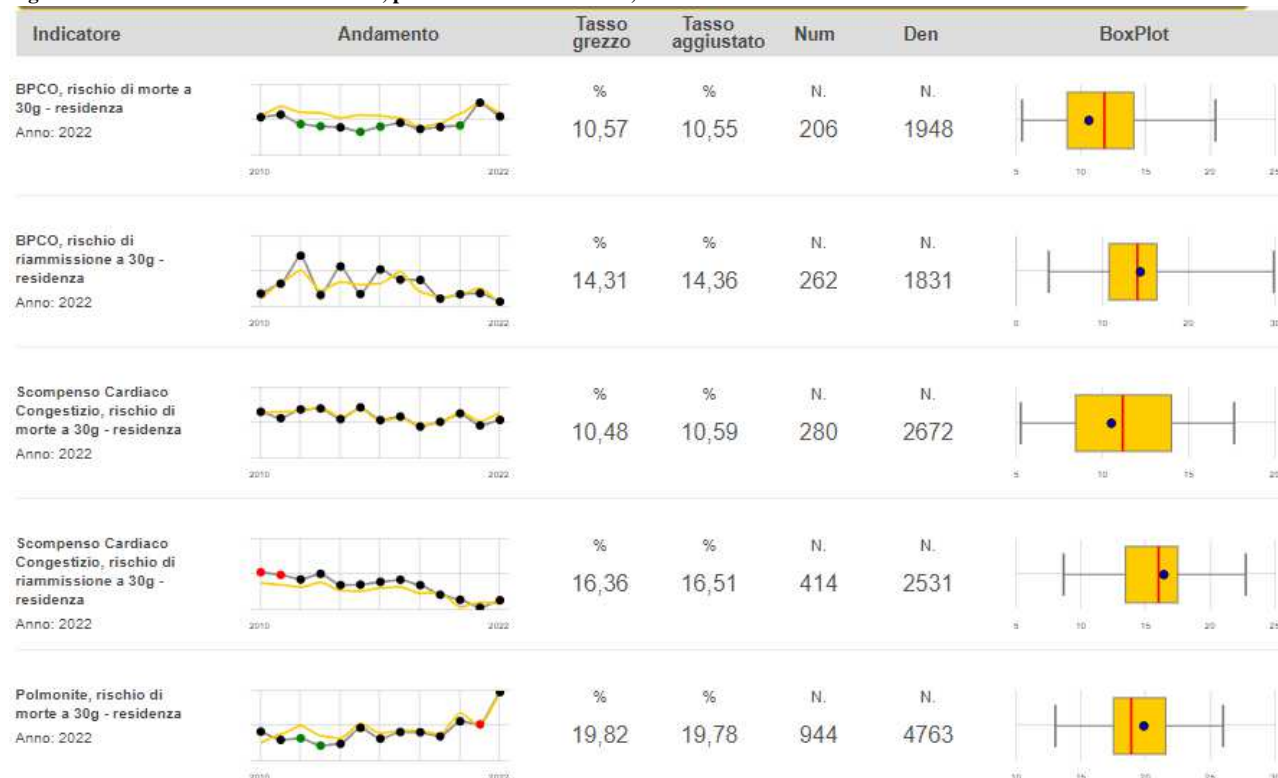 Indicatore Andamento Tasso grezzo Tasso aggiustato Num Den BoxPlot
BPCO, rischio di morte a
30g - residenza
Anno: 2022
2010 2022
% % N. N.
10,57 10,55 206 1948
5 10 15 20 25
BPCO, rischio di
riammissione a 30g -
residenza
Anno: 2022
2010 2022
% % N. N.
14,31 14,36 262 1831
0 10 20 30
Scompenso Cardiaco
Congestizio, rischio di
morte a 30g - residenza
Anno: 2022
2010 2022
% % N. N.
10,48 10,59 280 2672
5 10 15 20
Scompenso Cardiaco
Congestizio, rischio di
riammissione a 30g -
residenza
Anno: 2022
2010 2022
% % N. N.
16,36 16,51 414 2531
5 10 15 20 25
Polmonite, rischio di
morte a 30g - residenza
Anno: 2022
2010 2022
% % N. N.
19,82 19,78 944 4763
10 15 20 25 30